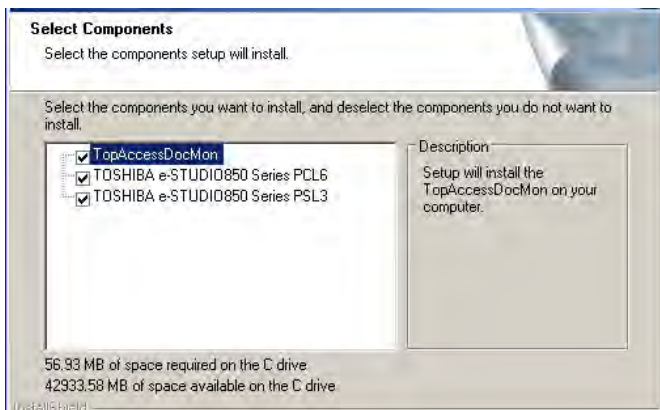 Select Components
Select the components setup will install.
Select the components you want to install, and deselect the components you do not want to
install.
TopAccessDocMon
TOSHIBA e-STUDIO850 Series PCL6
TOSHIBA e-STUDIO850 Series PSL3
Description
Setup will install the
TopAccessDocMon on your
computer.
56.93 MB of space required on the C drive
42933.58 MB of space available on the C drive
InstallShield